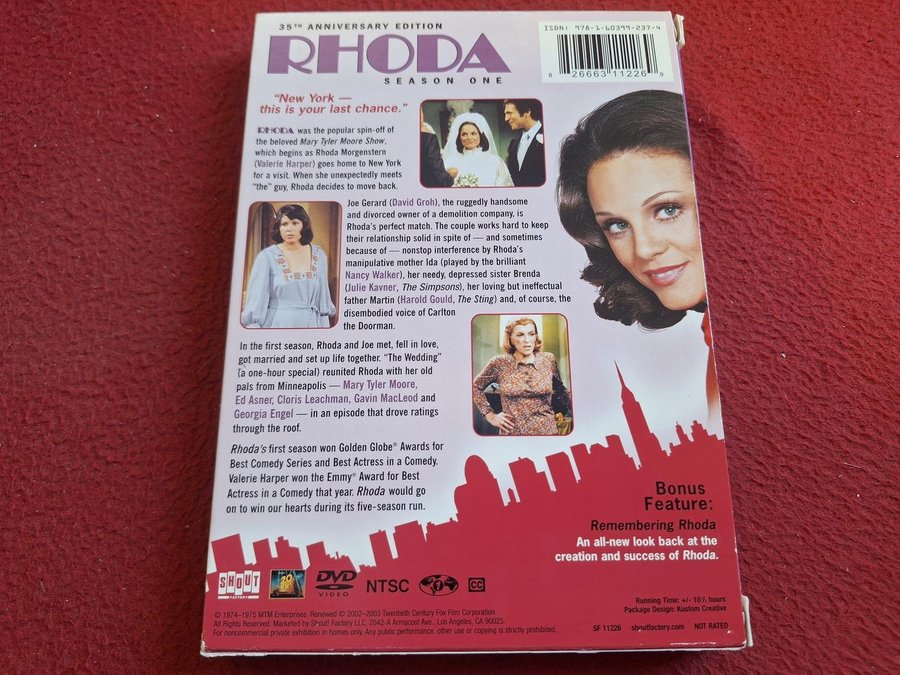 35TH ANNIVERSARY EDITION
RHODA
SEASON ONE
ISBN: 978-1-60399-237-4
8 26663 11226 9
"New York —
this is your last chance."
RHODA was the popular spin-off of
the beloved Mary Tyler Moore Show,
which begins as Rhoda Morgenstern
(Valerie Harper) goes home to New York
for a visit. When she unexpectedly meets
"the" guy, Rhoda decides to move back.
Joe Gerard (David Groh), the ruggedly handsome
and divorced owner of a demolition company, is
Rhoda's perfect match. The couple works hard to keep
their relationship solid in spite of — and sometimes
because of — nonstop interference by Rhoda's
manipulative mother Ida (played by the brilliant
Nancy Walker), her needy, depressed sister Brenda
(Julie Kavner, The Simpsons), her loving but ineffectual
father Martin (Harold Gould, The Sting) and, of course, the
disembodied voice of Carlton
the Doorman.
In the first season, Rhoda and Joe met, fell in love,
got married and set up life together. "The Wedding"
(a one-hour special) reunited Rhoda with her old
pals from Minneapolis — Mary Tyler Moore,
Ed Asner, Cloris Leachman, Gavin MacLeod and
Georgia Engel — in an episode that drove ratings
through the roof.
Rhoda's first season won Golden Globe® Awards for
Best Comedy Series and Best Actress in a Comedy.
Valerie Harper won the Emmy® Award for Best
Actress in a Comedy that year. Rhoda would go
on to win our hearts during its five-season run.
Bonus
Feature:
Remembering Rhoda
An all-new look back at the
creation and success of Rhoda.
SHOUT
FACTORY
20
DVD
VIDEO
NTSC
1
CC
Running Time: +/- 10½ hours
Package Design: Kustom Creative
© 1974–1975 MTM Enterprises. Renewed © 2002–2003 Twentieth Century Fox Film Corporation.
All Rights Reserved. Marketed by Shout! Factory LLC, 2042-A Armacost Ave., Los Angeles, CA 90025.
For noncommercial private exhibition in homes only. Any public performance, other use or copying is strictly prohibited.
SF 11226 shoutfactory.com NOT RATED